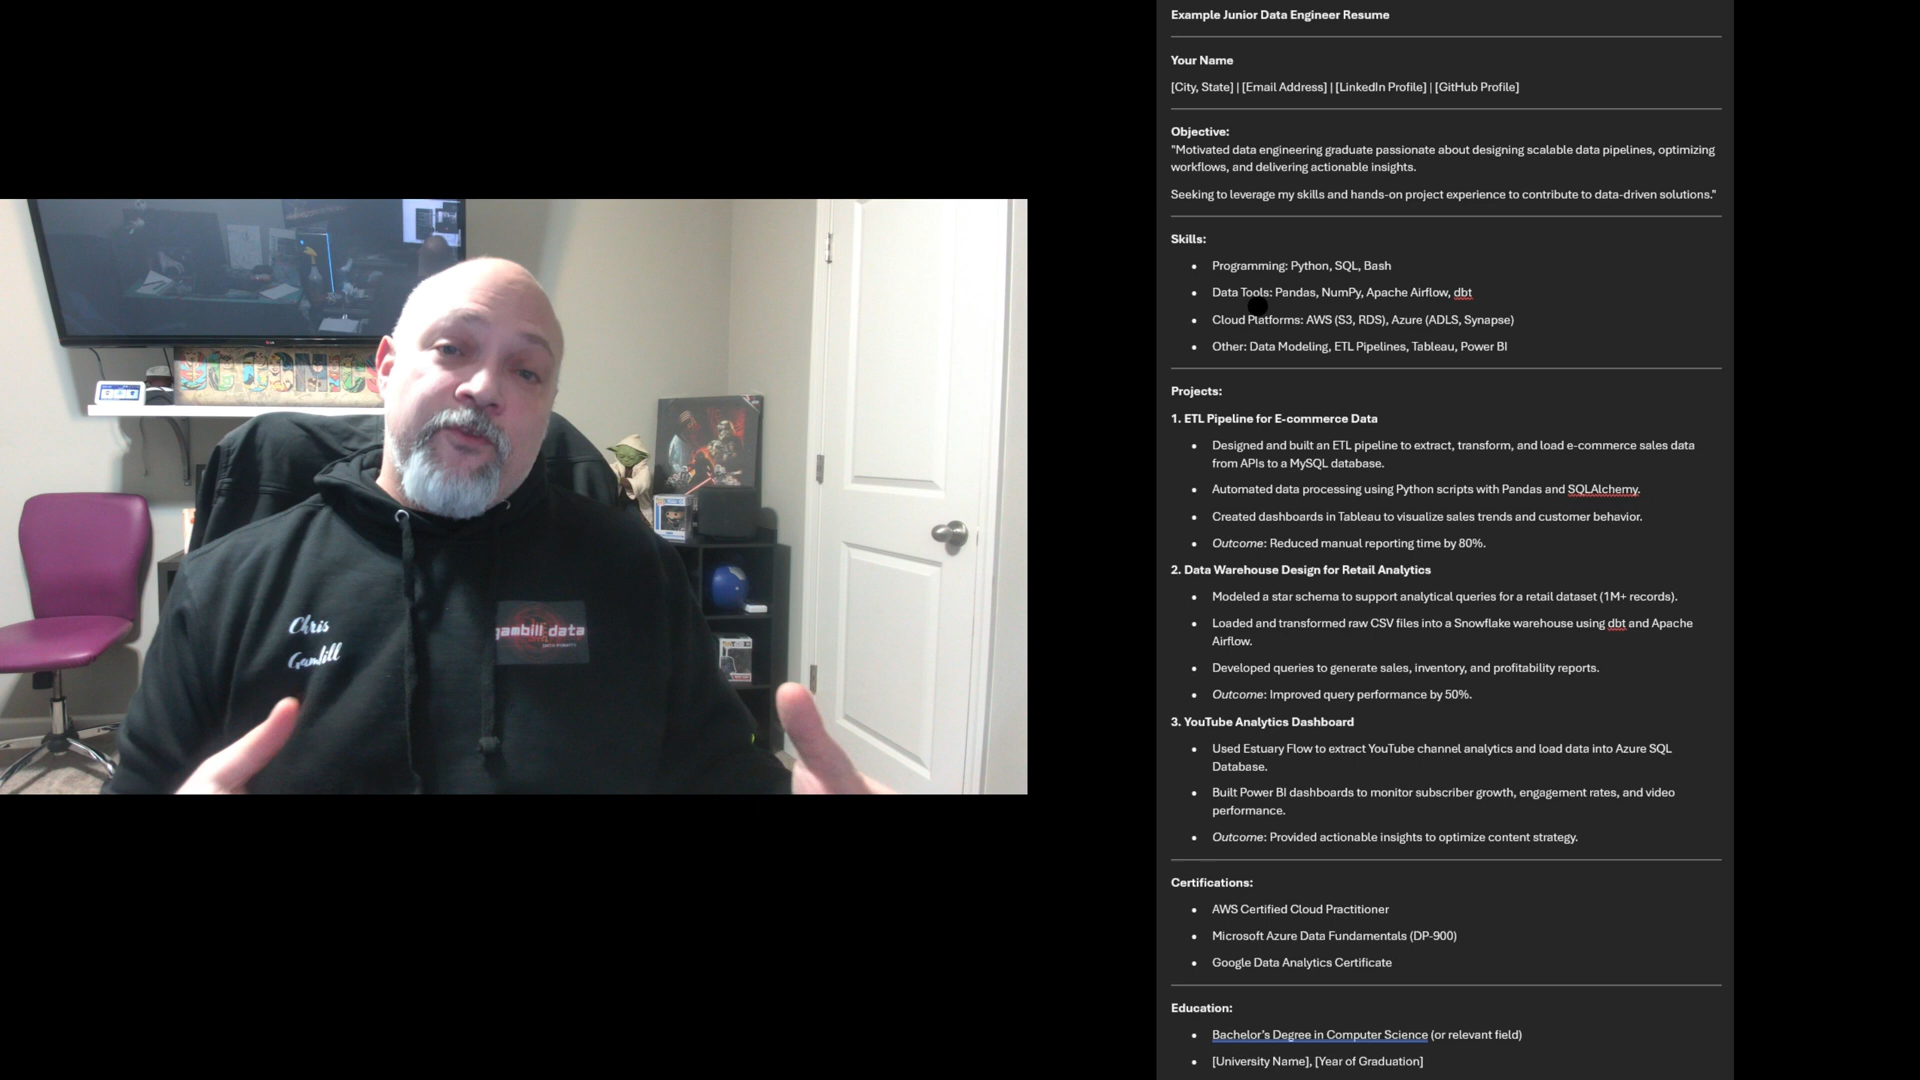 Example Junior Data Engineer Resume
Your Name
[City, State] | [Email Address] | [LinkedIn Profile] | [GitHub Profile]
Objective:
"Motivated data engineering graduate passionate about designing scalable data pipelines, optimizing
workflows, and delivering actionable insights.
Seeking to leverage my skills and hands-on project experience to contribute to data-driven solutions."
Skills:
• Programming: Python, SQL, Bash
• Data Tools: Pandas, NumPy, Apache Airflow, dbt
• Cloud Platforms: AWS (S3, RDS), Azure (ADLS, Synapse)
• Other: Data Modeling, ETL Pipelines, Tableau, Power BI
Projects:
1. ETL Pipeline for E-commerce Data
• Designed and built an ETL pipeline to extract, transform, and load e-commerce sales data
from APIs to a MySQL database.
• Automated data processing using Python scripts with Pandas and SQLAlchemy.
• Created dashboards in Tableau to visualize sales trends and customer behavior.
• Outcome: Reduced manual reporting time by 80%.
2. Data Warehouse Design for Retail Analytics
• Modeled a star schema to support analytical queries for a retail dataset (1M+ records).
• Loaded and transformed raw CSV files into a Snowflake warehouse using dbt and Apache
Airflow.
• Developed queries to generate sales, inventory, and profitability reports.
• Outcome: Improved query performance by 50%.
3. YouTube Analytics Dashboard
• Used Estuary Flow to extract YouTube channel analytics and load data into Azure SQL
Database.
• Built Power BI dashboards to monitor subscriber growth, engagement rates, and video
performance.
• Outcome: Provided actionable insights to optimize content strategy.
Certifications:
• AWS Certified Cloud Practitioner
• Microsoft Azure Data Fundamentals (DP-900)
• Google Data Analytics Certificate
Education:
• Bachelor's Degree in Computer Science (or relevant field)
• [University Name], [Year of Graduation]
DC COMICS
Chris
Gambill
gambill data